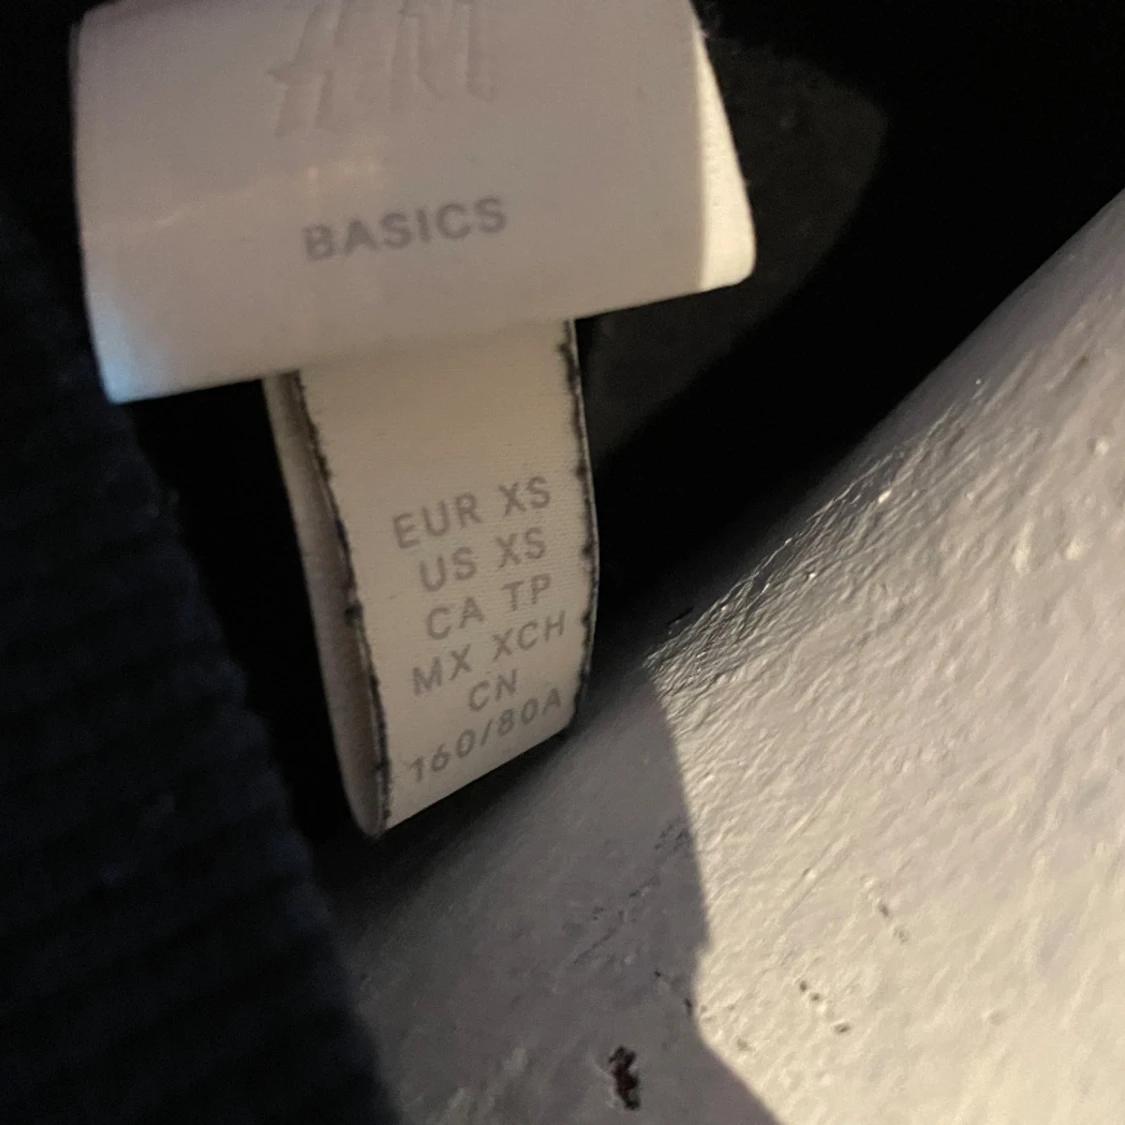 H&M
BASICS
EUR XS
US XS
CA TP
MX XCH
CN
160/80A